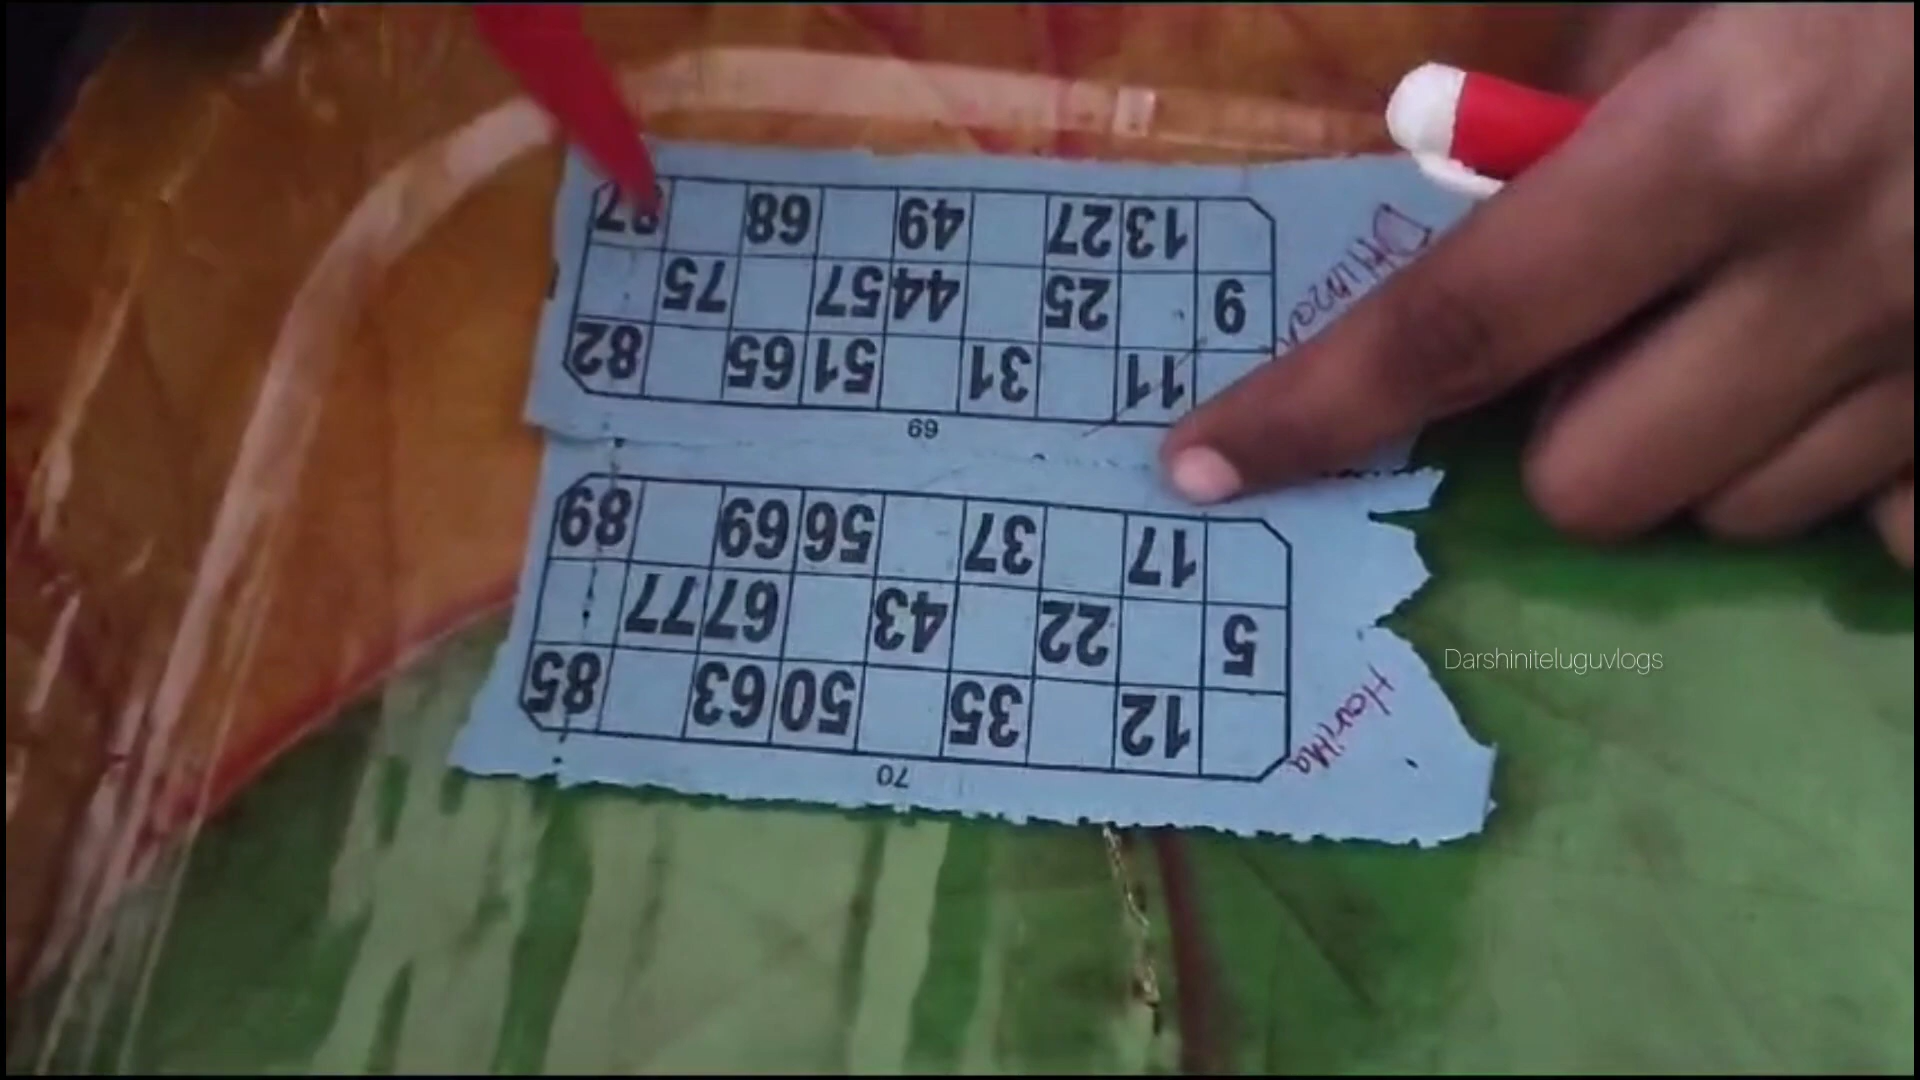 70
12 35 50 63 85
5 22 43 67 77
17 37 56 69 89
69
11 31 51 65 82
9 25 44 57 75
13 27 49 68 87
Darshiniteluguvlogs